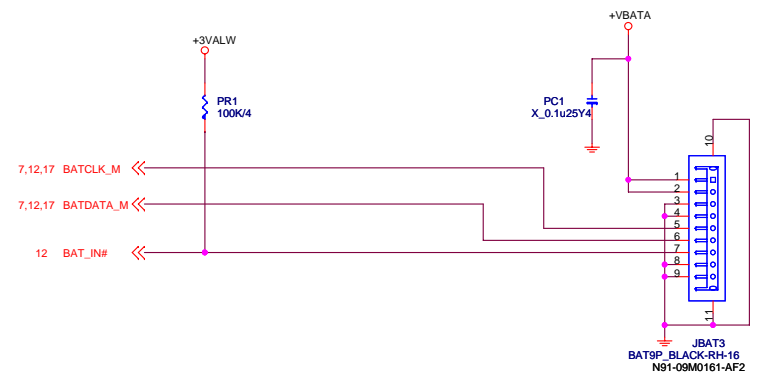 +VBATA
+3VALW
PR1
100K/4
PC1
X_0.1u25Y4
10
7,12,17 BATCLK_M
7,12,17 BATDATA_M
12 BAT_IN#
1
2
3
4
5
6
7
8
9
11
JBAT3
BAT9P_BLACK-RH-16
N91-09M0161-AF2